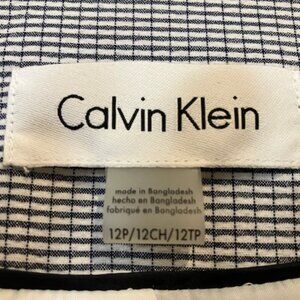 Calvin Klein
made in Bangladesh
hecho en Bangladesh
fabriqué en Bangladesh
12P/12CH/12TP